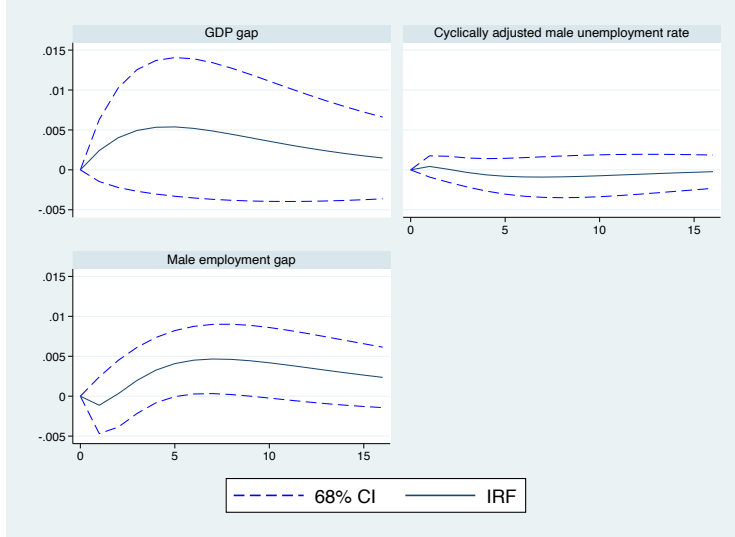 GDP gap
Cyclically adjusted male unemployment rate
.015
.01
.005
0
-.005
0 5 10 15
Male employment gap
.015
.01
.005
0
-.005
0 5 10 15
68% CI IRF